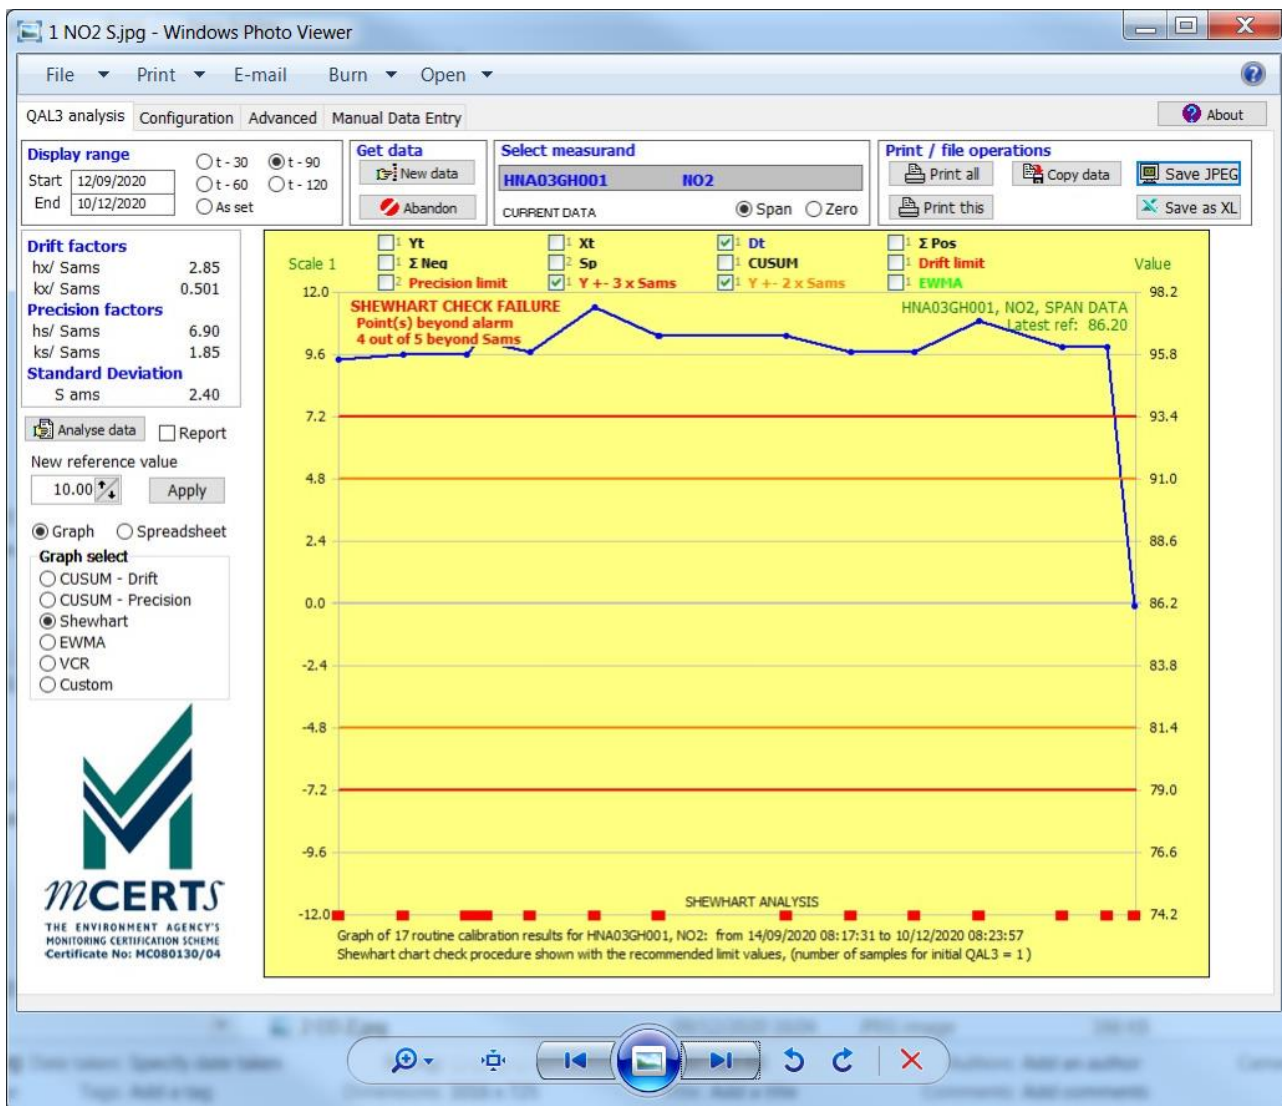 1 NO2 S.jpg - Windows Photo Viewer
File Print E-mail Burn Open
QAL3 analysis Configuration Advanced Manual Data Entry About
Display range
t - 30 t - 90
Start 12/09/2020 t - 60 t - 120
End 10/12/2020 As set
Get data
New data
Abandon
Select measurand
HNA03GH001 NO2
CURRENT DATA Span Zero
Print / file operations
Print all Copy data Save JPEG
Print this Save as XL
Drift factors
hx/ Sams 2.85
kx/ Sams 0.501
Precision factors
hs/ Sams 6.90
ks/ Sams 1.85
Standard Deviation
S ams 2.40
Analyse data Report
New reference value
10.00 Apply
Graph Spreadsheet
Graph select
CUSUM - Drift
CUSUM - Precision
Shewhart
EWMA
VCR
Custom
mCERTS
THE ENVIRONMENT AGENCY'S
MONITORING CERTIFICATION SCHEME
Certificate No: MC080130/04
1 Yt 1 Xt 1 Dt 1 Σ Pos
Scale 1 1 Σ Neg 2 Sp 1 CUSUM 1 Drift limit Value
2 Precision limit 1 Y +- 3 x Sams 1 Y +- 2 x Sams 1 EWMA
12.0 98.2
SHEWHART CHECK FAILURE
Point(s) beyond alarm
4 out of 5 beyond Sams
HNA03GH001, NO2, SPAN DATA
Latest ref: 86.20
9.6 95.8
7.2 93.4
4.8 91.0
2.4 88.6
0.0 86.2
-2.4 83.8
-4.8 81.4
-7.2 79.0
-9.6 76.6
SHEWHART ANALYSIS
-12.0 74.2
Graph of 17 routine calibration results for HNA03GH001, NO2: from 14/09/2020 08:17:31 to 10/12/2020 08:23:57
Shewhart chart check procedure shown with the recommended limit values, (number of samples for initial QAL3 = 1 )